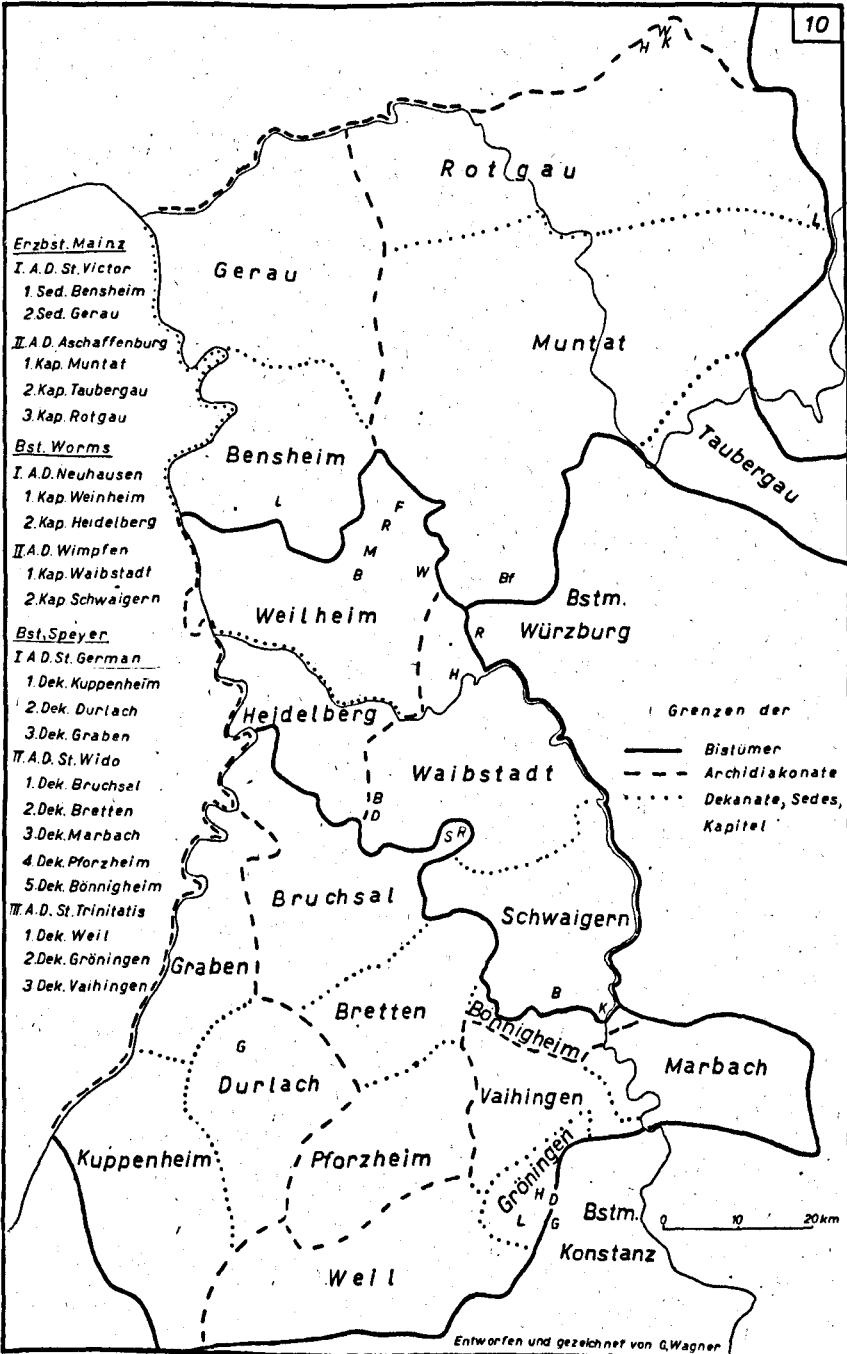 10
H W K
Rotgau
L
Erzbst. Mainz
I. A.D. St. Victor
1. Sed. Bensheim
2. Sed. Gerau
II. A.D. Aschaffenburg
1. Kap. Muntat
2. Kap. Taubergau
3. Kap. Rotgau
Bst. Worms
I. A.D. Neuhausen
1. Kap. Weinheim
2. Kap. Heidelberg
II. A.D. Wimpfen
1. Kap. Waibstadt
2. Kap Schwaigern
Bst. Speyer
I A.D. St. German
1. Dek. Kuppenheim
2. Dek. Durlach
3. Dek. Graben
II. A.D. St. Wido
1. Dek. Bruchsal
2. Dek. Bretten
3. Dek. Marbach
4. Dek. Pforzheim
5. Dek. Bönnigheim
III. A.D. St. Trinitatis
1. Dek. Weil
2. Dek. Gröningen
3 Dek. Vaihingen
Gerau
Muntat
Bensheim
Taubergau
L
F
R
M
B
W
Bf
Weilheim
Bstm.
Würzburg
R
H
Heidelberg
Grenzen der
Bistümer
Archidiakonate
Dekanate, Sedes,
Kapitel
Waibstadt
B
D
S R
Bruchsal
Schwaigern
Graben
B
K
Bretten
Bönnigheim
G
Durlach
Marbach
Vaihingen
Kuppenheim
Pforzheim
Gröningen
H D
L G
Bstm.
Konstanz
0 10 20 km
Weil
Entworfen und gezeichnet von G. Wagner